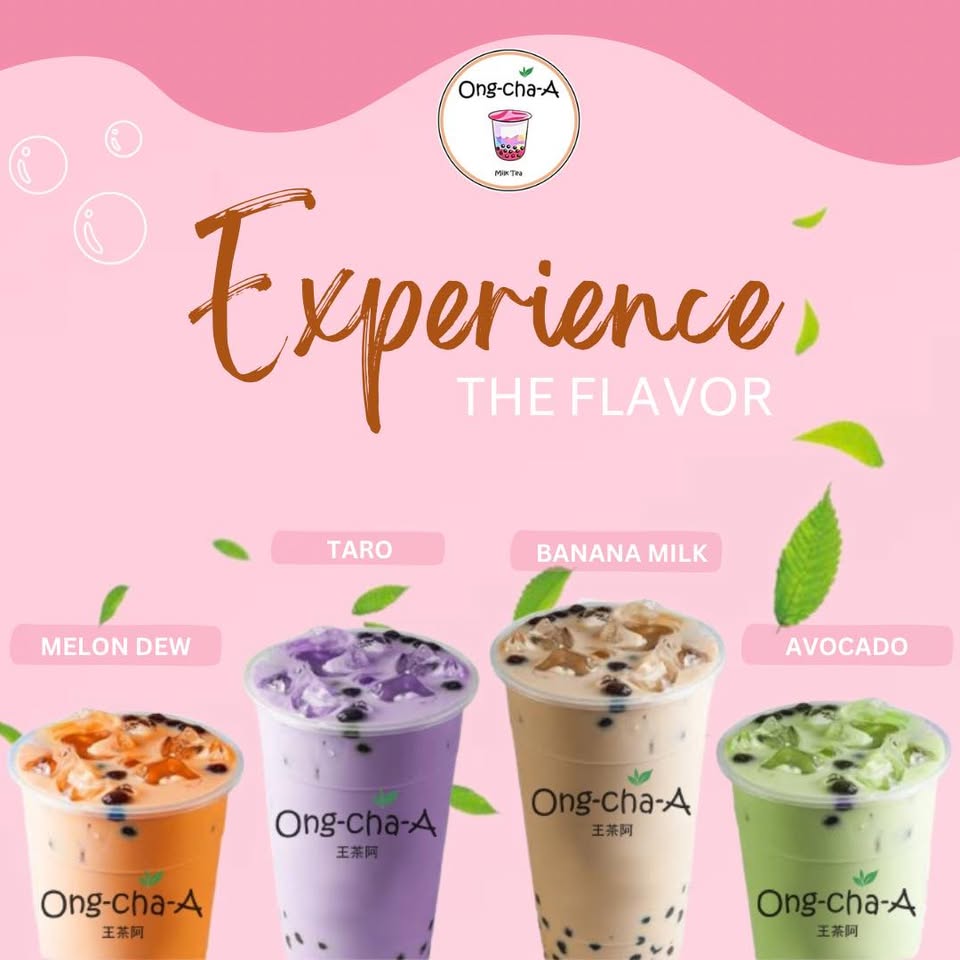 Ong-cha-A
Milk Tea
Experience
THE FLAVOR
TARO
BANANA MILK
MELON DEW
AVOCADO
Ong-cha-A
王茶阿
Ong-cha-A
王茶阿
Ong-cha-A
王茶阿
Ong-cha-A
王茶阿